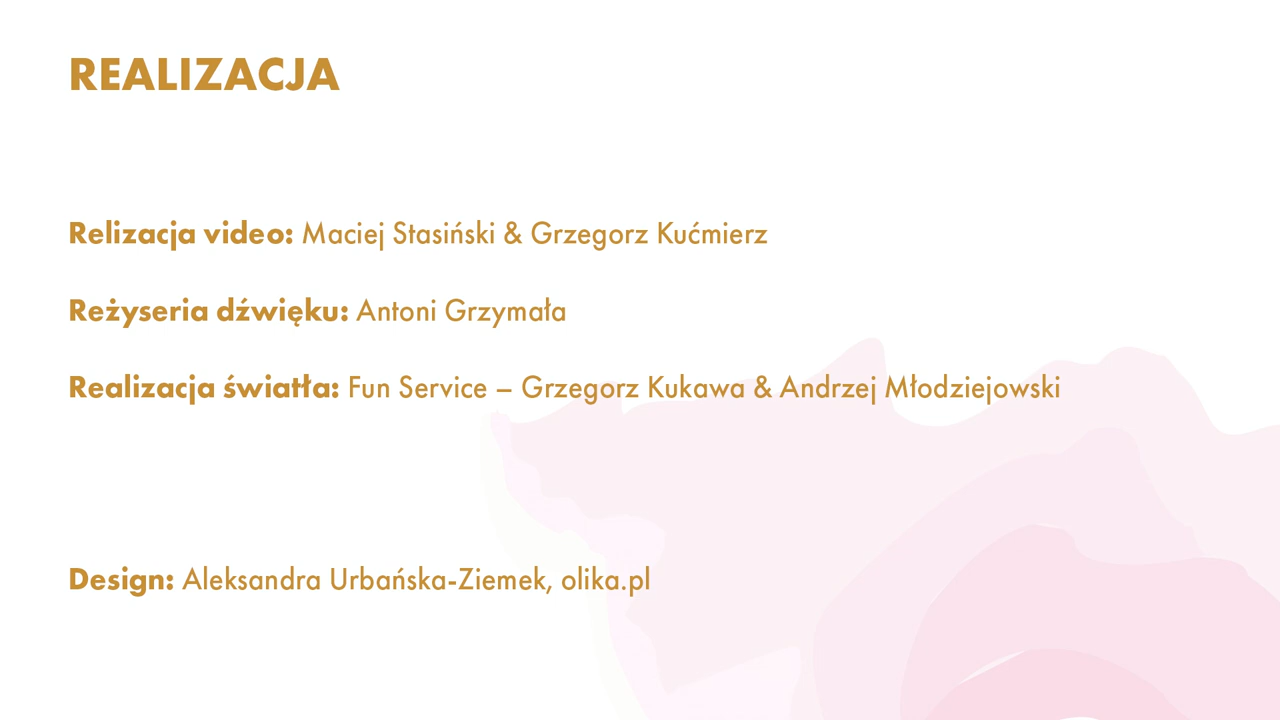 REALIZACJA
Relizacja video: Maciej Stasiński & Grzegorz Kućmierz
Reżyseria dźwięku: Antoni Grzymała
Realizacja światła: Fun Service – Grzegorz Kukawa & Andrzej Młodziejowski
Design: Aleksandra Urbańska-Ziemek, olika.pl